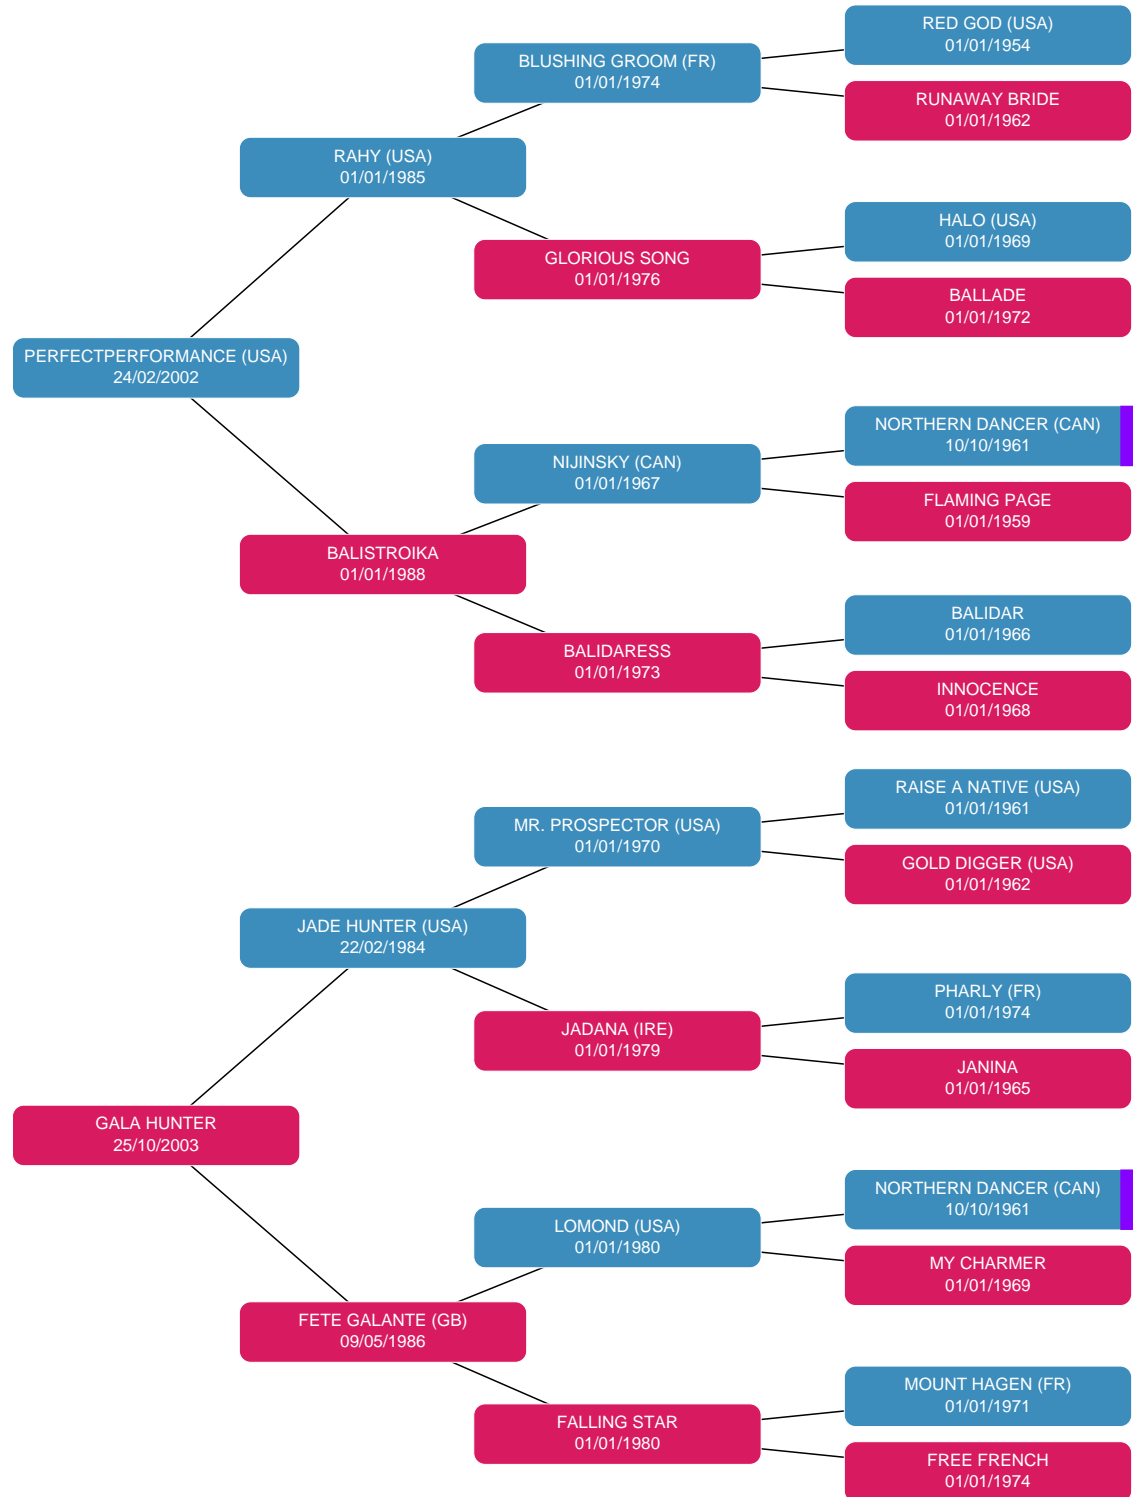 RED GOD (USA)
01/01/1954
BLUSHING GROOM (FR)
01/01/1974
RUNAWAY BRIDE
01/01/1962
RAHY (USA)
01/01/1985
HALO (USA)
01/01/1969
GLORIOUS SONG
01/01/1976
BALLADE
01/01/1972
PERFECTPERFORMANCE (USA)
24/02/2002
NORTHERN DANCER (CAN)
10/10/1961
NIJINSKY (CAN)
01/01/1967
FLAMING PAGE
01/01/1959
BALISTROIKA
01/01/1988
BALIDAR
01/01/1966
BALIDARESS
01/01/1973
INNOCENCE
01/01/1968
RAISE A NATIVE (USA)
01/01/1961
MR. PROSPECTOR (USA)
01/01/1970
GOLD DIGGER (USA)
01/01/1962
JADE HUNTER (USA)
22/02/1984
PHARLY (FR)
01/01/1974
JADANA (IRE)
01/01/1979
JANINA
01/01/1965
GALA HUNTER
25/10/2003
NORTHERN DANCER (CAN)
10/10/1961
LOMOND (USA)
01/01/1980
MY CHARMER
01/01/1969
FETE GALANTE (GB)
09/05/1986
MOUNT HAGEN (FR)
01/01/1971
FALLING STAR
01/01/1980
FREE FRENCH
01/01/1974